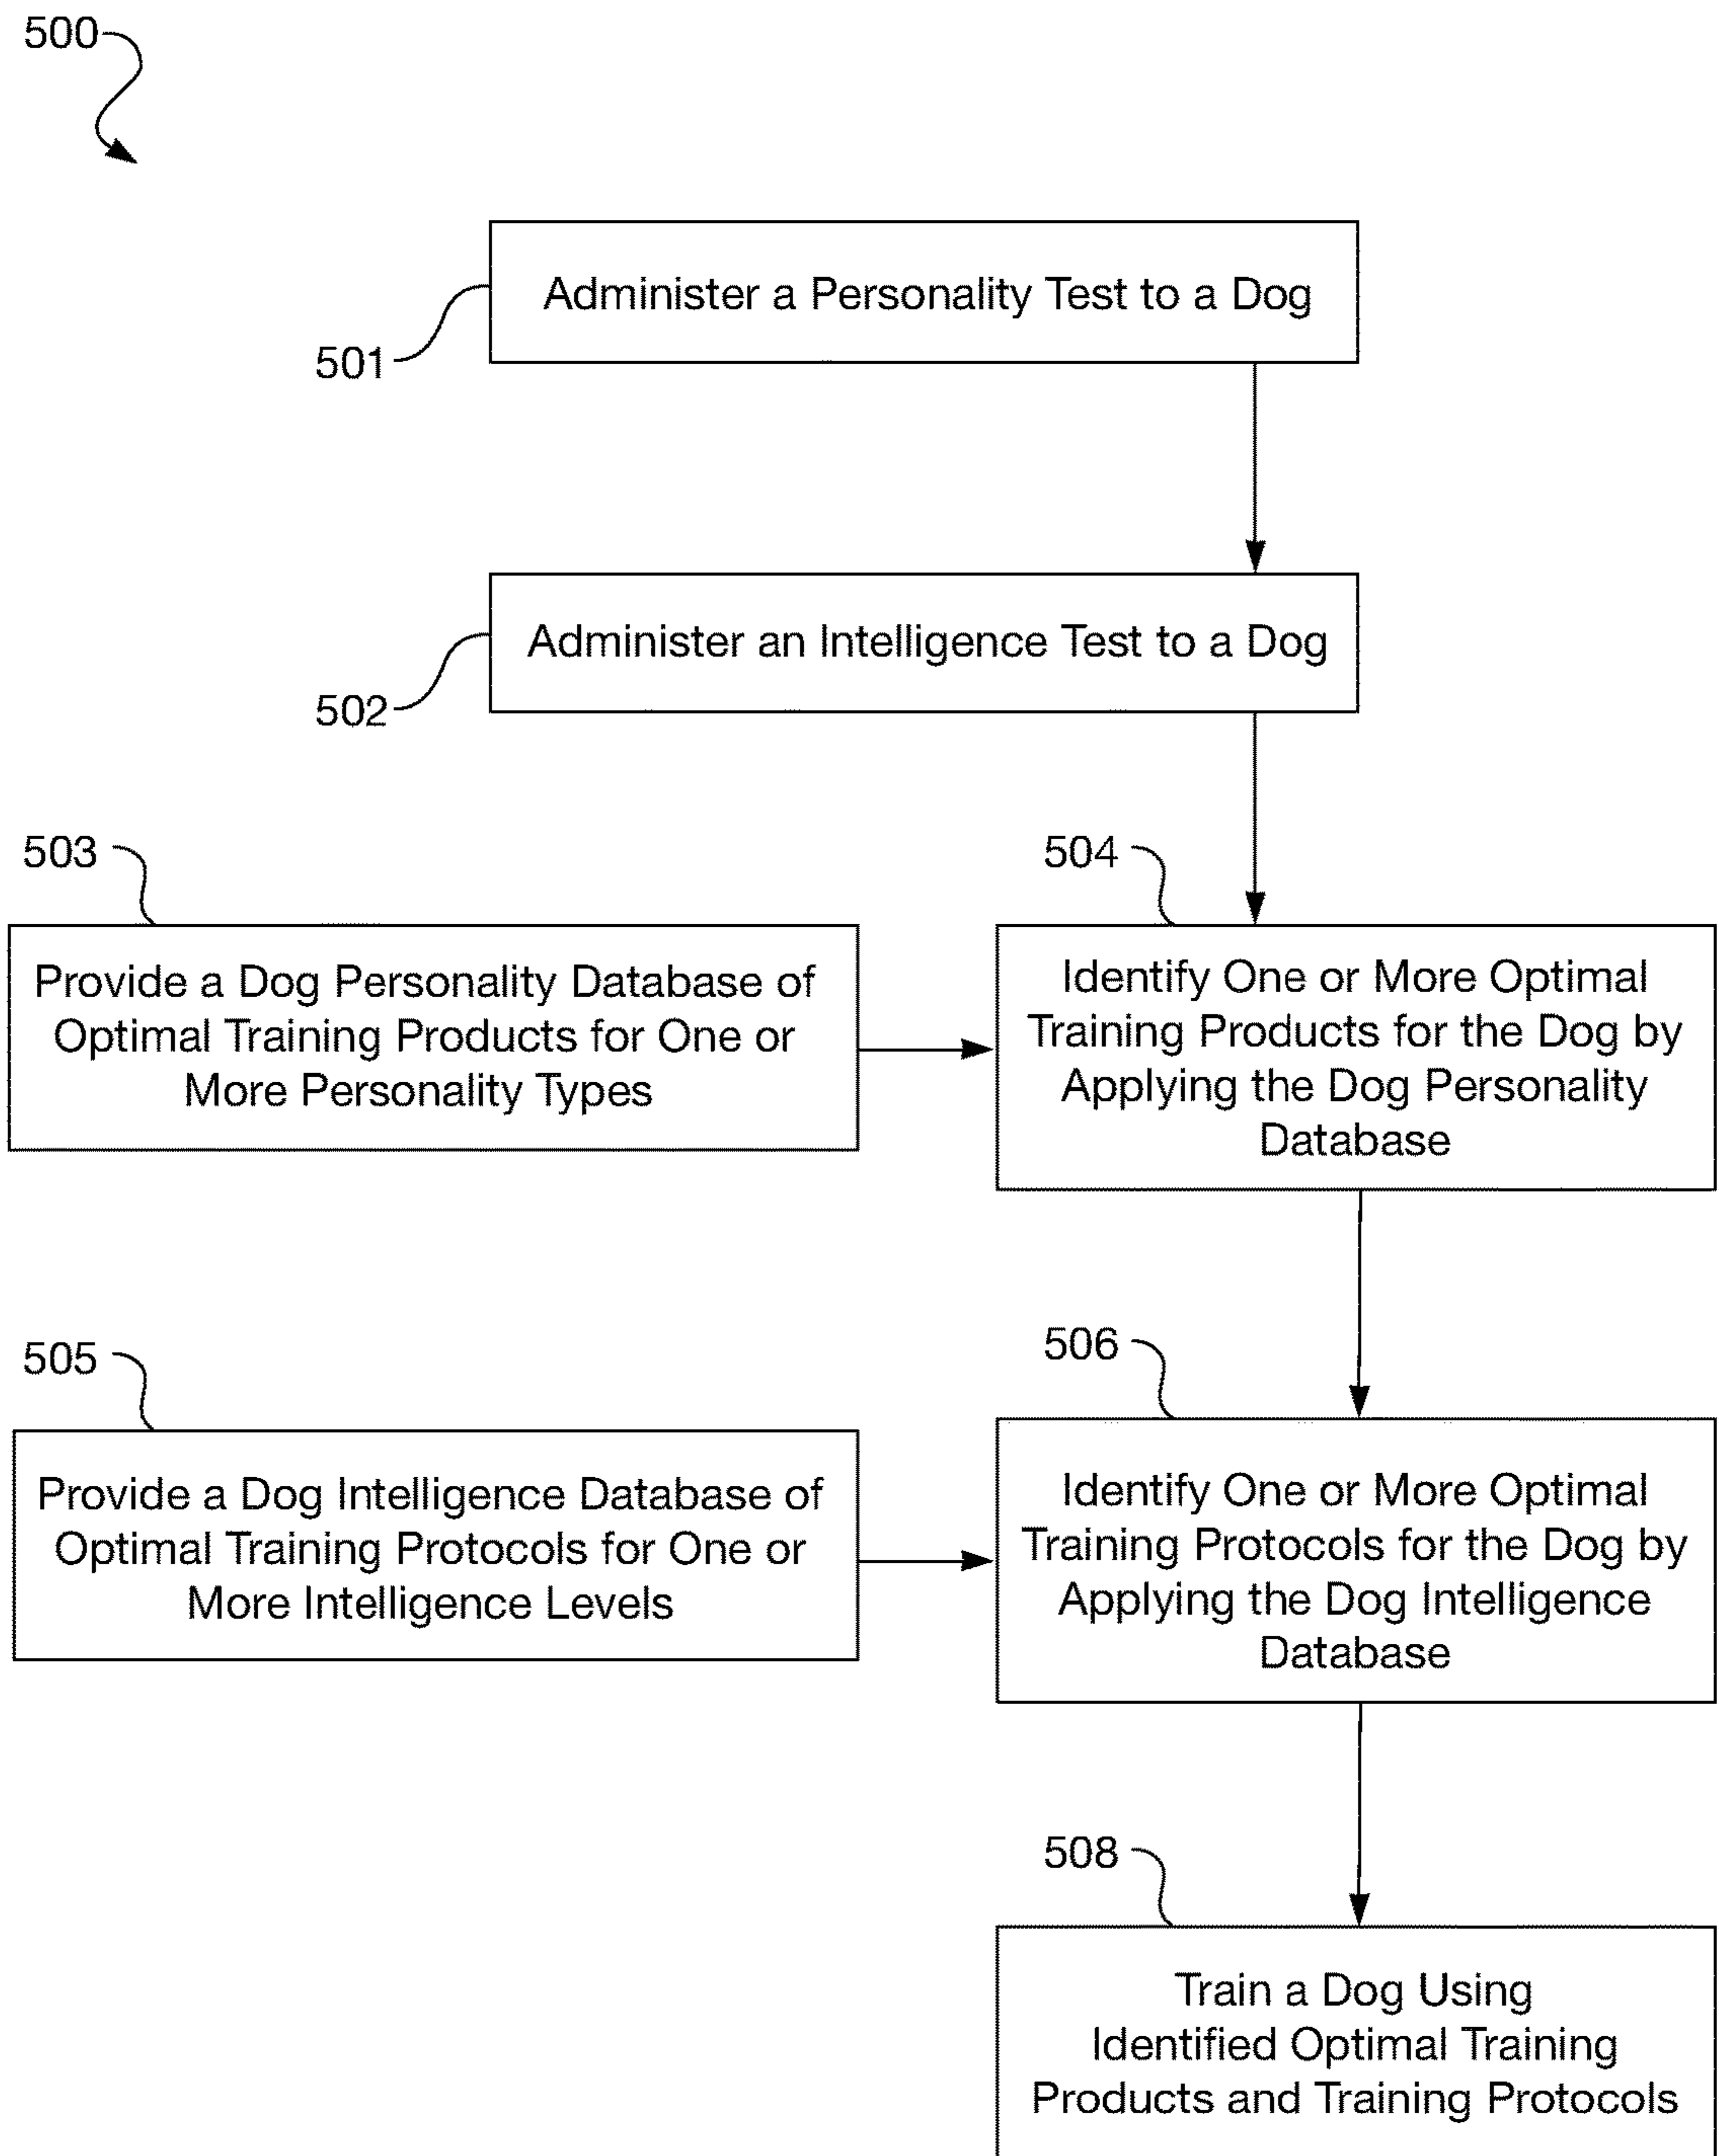 500
Administer a Personality Test to a Dog
501
Administer an Intelligence Test to a Dog
502
503
Provide a Dog Personality Database of
Optimal Training Products for One or
More Personality Types
504
Identify One or More Optimal
Training Products for the Dog by
Applying the Dog Personality
Database
505
Provide a Dog Intelligence Database of
Optimal Training Protocols for One or
More Intelligence Levels
506
Identify One or More Optimal
Training Protocols for the Dog by
Applying the Dog Intelligence
Database
508
Train a Dog Using
Identified Optimal Training
Products and Training Protocols